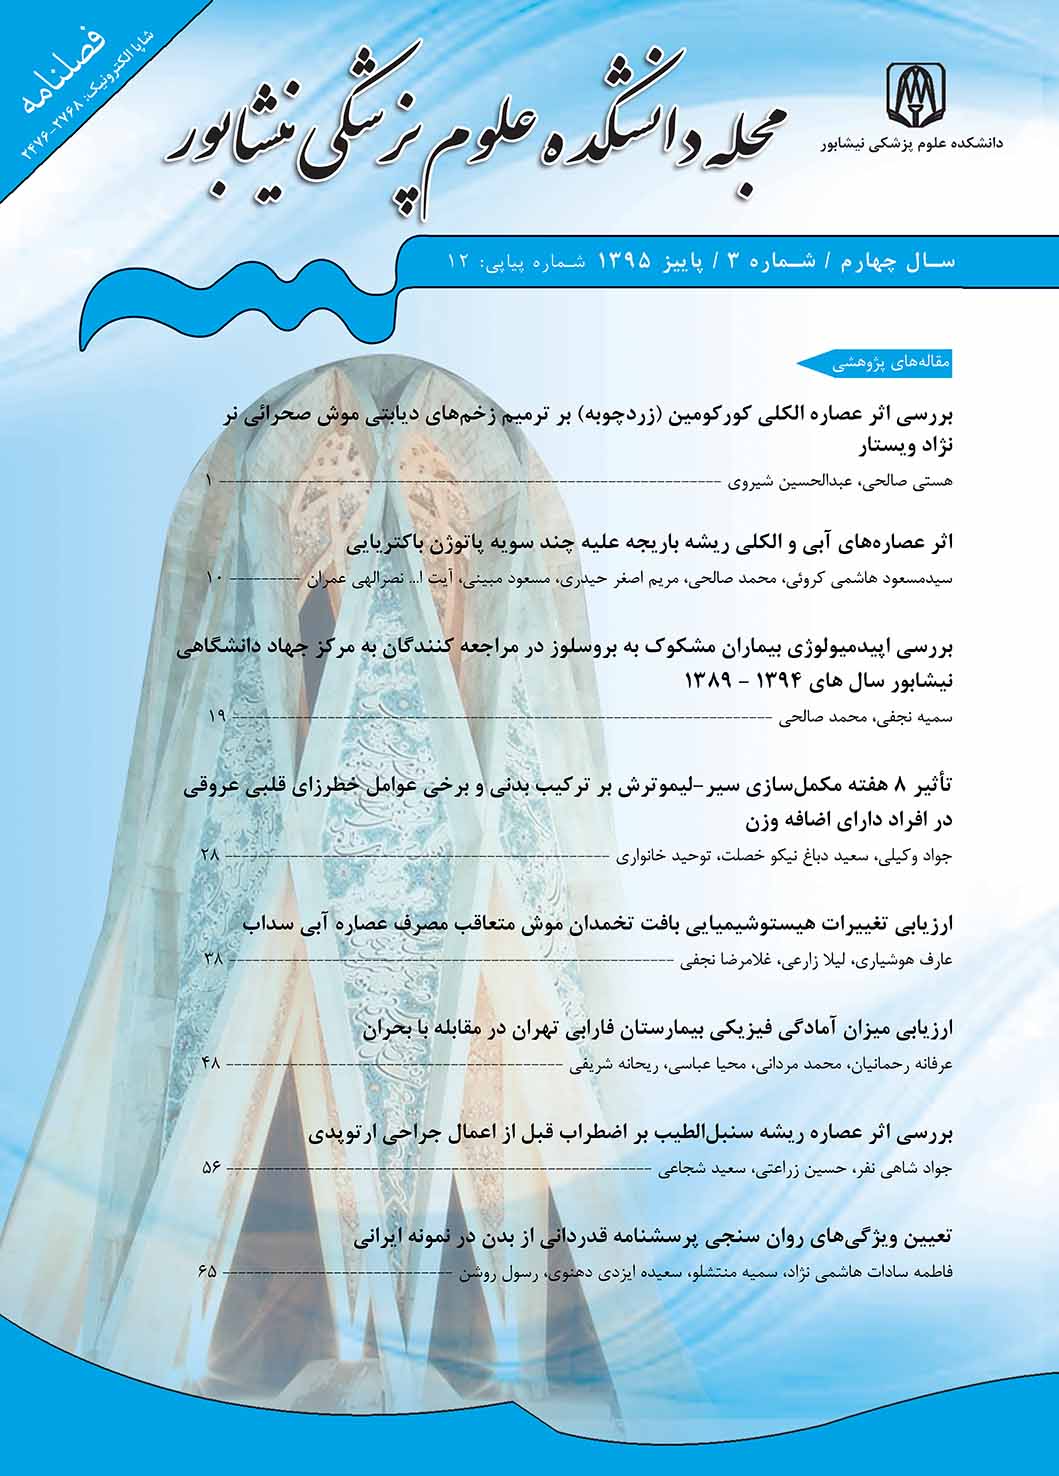 فصلنامه
شاپا الکترونیک: ۲۷۶۸-۲۴۷۶
مجله دانشکده علوم پزشکی نیشابور
دانشکده علوم پزشکی نیشابور
ســال چهارم / شــماره ۳ / پاییز ۱۳۹۵ شـماره پیاپی: ۱۲
مقاله‌های پژوهشی
بررسی اثر عصاره الکلی کورکومین (زردچوبه) بر ترمیم زخم‌های دیابتی موش صحرائی نر
نژاد ویستار
هستی صالحی، عبدالحسین شیروی ---------- ۱
اثر عصاره‌های آبی و الکلی ریشه باریجه علیه چند سویه پاتوژن باکتریایی
سیدمسعود هاشمی کروئی، محمد صالحی، مریم اصغر حیدری، مسعود مبینی، آیت ا... نصرالهی عمران --------- ۱۰
بررسی اپیدمیولوژی بیماران مشکوک به بروسلوز در مراجعه کنندگان به مرکز جهاد دانشگاهی
نیشابور سال های ۱۳۹۴ - ۱۳۸۹
سمیه نجفی، محمد صالحی ---------- ۱۹
تأثیر ۸ هفته مکمل‌سازی سیر-لیموترش بر ترکیب بدنی و برخی عوامل خطرزای قلبی عروقی
در افراد دارای اضافه وزن
جواد وکیلی، سعید دباغ نیکو خصلت، توحید خانواری ---------- ۲۸
ارزیابی تغییرات هیستوشیمیایی بافت تخمدان موش متعاقب مصرف عصاره آبی سداب
عارف هوشیاری، لیلا زارعی، غلامرضا نجفی ---------- ۳۸
ارزیابی میزان آمادگی فیزیکی بیمارستان فارابی تهران در مقابله با بحران
عرفانه رحمانیان، محمد مردانی، محیا عباسی، ریحانه شریفی ---------- ۴۸
بررسی اثر عصاره ریشه سنبل‌الطیب بر اضطراب قبل از اعمال جراحی ارتوپدی
جواد شاهی نفر، حسین زراعتی، سعید شجاعی ---------- ۵۶
تعیین ویژگی‌های روان سنجی پرسشنامه قدردانی از بدن در نمونه ایرانی
فاطمه سادات هاشمی نژاد، سمیه منتشلو، سعیده ایزدی دهنوی، رسول روشن ---------- ۶۵